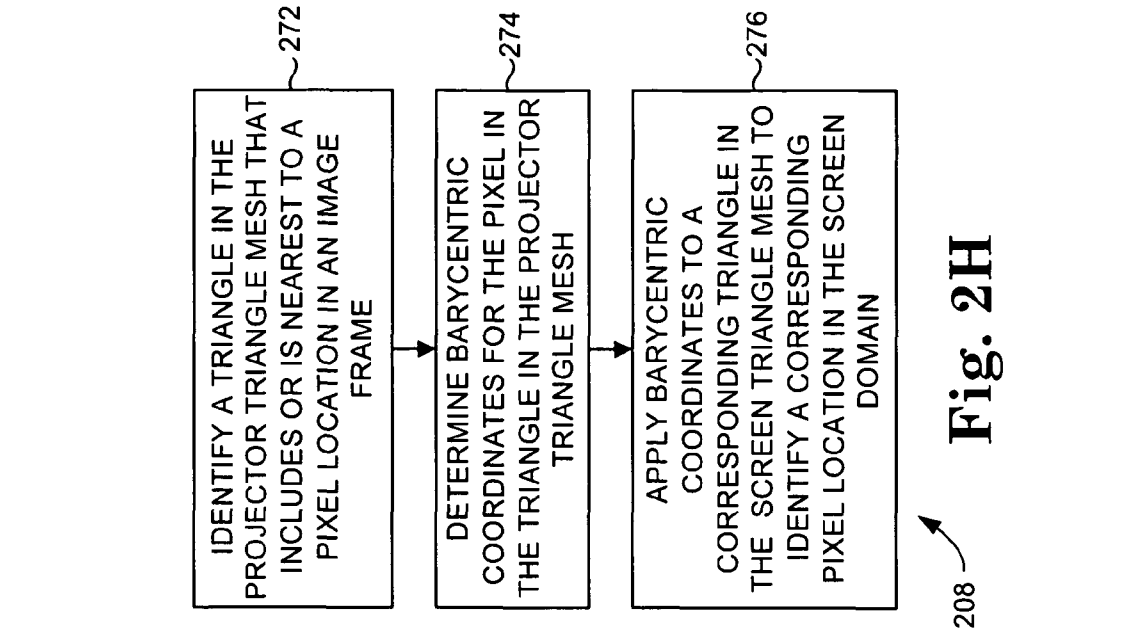 IDENTIFY A TRIANGLE IN THE
PROJECTOR TRIANGLE MESH THAT
INCLUDES OR IS NEAREST TO A
PIXEL LOCATION IN AN IMAGE
FRAME
272
DETERMINE BARYCENTRIC
COORDINATES FOR THE PIXEL IN
THE TRIANGLE IN THE PROJECTOR
TRIANGLE MESH
274
APPLY BARYCENTRIC
COORDINATES TO A
CORRESPONDING TRIANGLE IN
THE SCREEN TRIANGLE MESH TO
IDENTIFY A CORRESPONDING
PIXEL LOCATION IN THE SCREEN
DOMAIN
276
208
Fig. 2H